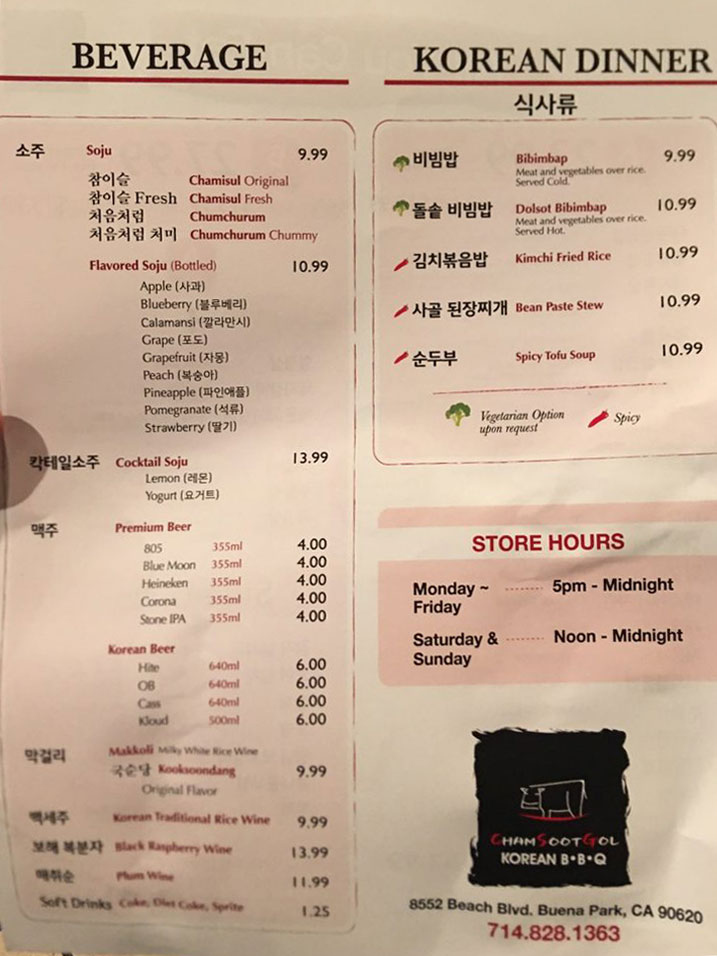 BEVERAGE
소주 Soju 9.99
참이슬 Chamisul Original
참이슬 Fresh Chamisul Fresh
처음처럼 Chumchurum
처음처럼 처미 Chumchurum Chummy
Flavored Soju (Bottled) 10.99
Apple (사과)
Blueberry (블루베리)
Calamansi (깔라만시)
Grape (포도)
Grapefruit (자몽)
Peach (복숭아)
Pineapple (파인애플)
Pomegranate (석류)
Strawberry (딸기)
칵테일소주 Cocktail Soju 13.99
Lemon (레몬)
Yogurt (요거트)
맥주 Premium Beer
805 355ml 4.00
Blue Moon 355ml 4.00
Heineken 355ml 4.00
Corona 355ml 4.00
Stone IPA 355ml 4.00
Korean Beer
Hite 640ml 6.00
OB 640ml 6.00
Cass 640ml 6.00
Kloud 500ml 6.00
막걸리 Makkoli Milky White Rice Wine
국순당 Kooksoondang 9.99
Original Flavor
백세주 Korean Traditional Rice Wine 9.99
보해 복분자 Black Raspberry Wine 13.99
매취순 Plum Wine 11.99
Soft Drinks Coke, Diet Coke, Sprite 1.25
KOREAN DINNER
식사류
비빔밥 Bibimbap 9.99
Meat and vegetables over rice.
Served Cold.
돌솥 비빔밥 Dolsot Bibimbap 10.99
Meat and vegetables over rice.
Served Hot.
김치볶음밥 Kimchi Fried Rice 10.99
사골 된장찌개 Bean Paste Stew 10.99
순두부 Spicy Tofu Soup 10.99
Vegetarian Option
upon request
Spicy
STORE HOURS
Monday ~ 5pm - Midnight
Friday
Saturday & Noon - Midnight
Sunday
CHAMSOOTGOL
KOREAN B•B•Q
8552 Beach Blvd. Buena Park, CA 90620
714.828.1363